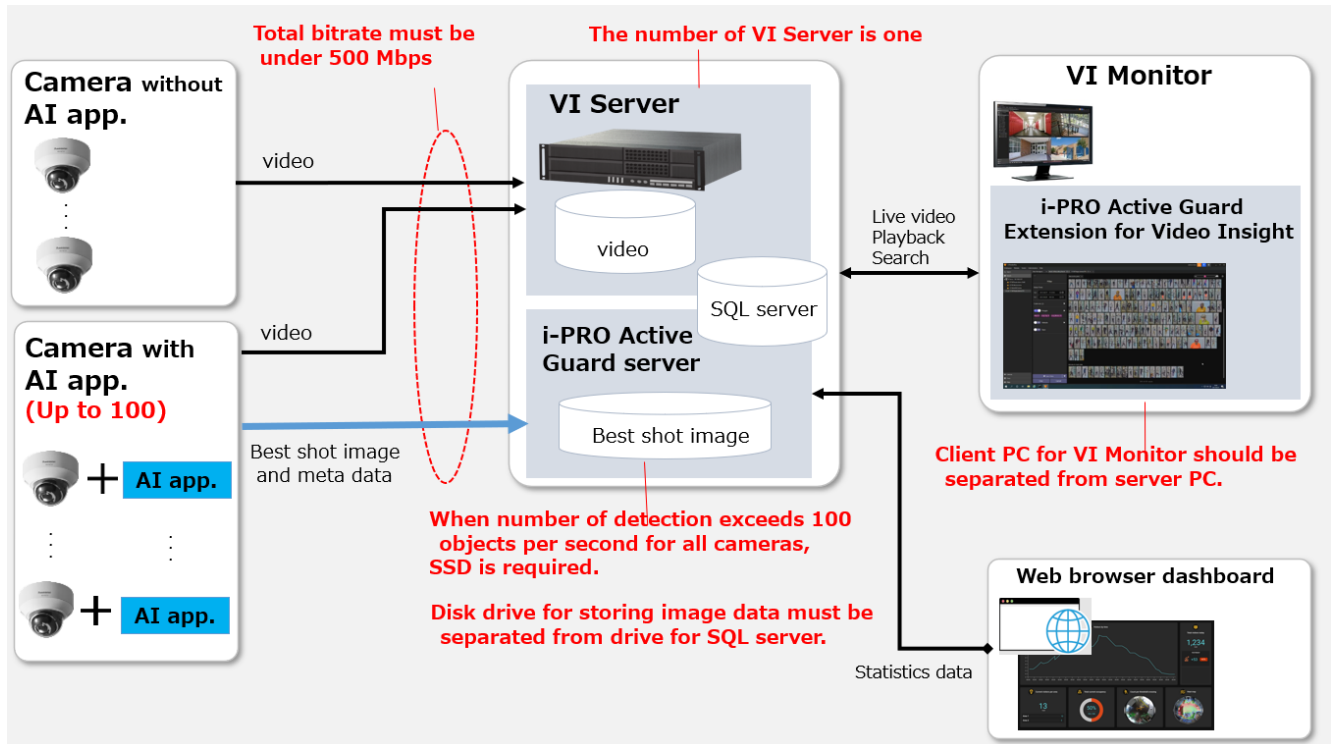 Total bitrate must be
under 500 Mbps
The number of VI Server is one
Camera without
AI app.
video
VI Server
video
SQL server
VI Monitor
i-PRO Active Guard
Extension for Video Insight
Live video
Playback
Search
Camera with
AI app.
(Up to 100)
video
AI app.
AI app.
Best shot image
and meta data
i-PRO Active
Guard server
Best shot image
Client PC for VI Monitor should be
separated from server PC.
When number of detection exceeds 100
objects per second for all cameras,
SSD is required.
Disk drive for storing image data must be
separated from drive for SQL server.
Statistics data
Web browser dashboard
1,234
13